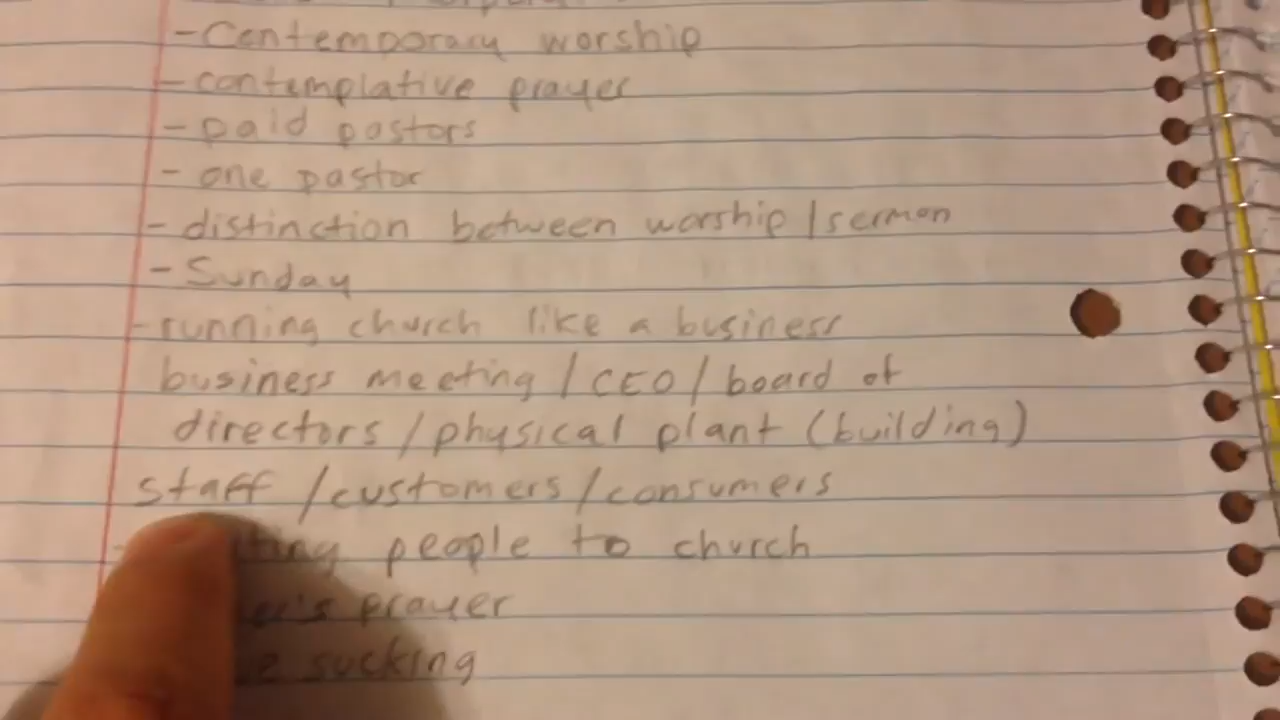 - Contemporary worship
- contemplative prayer
- paid pastors
- one pastor
- distinction between worship / sermon
- Sunday
- running church like a business
business meeting / CEO / board of
directors / physical plant (building)
staff / customers / consumers
people to church
prayer
sucking